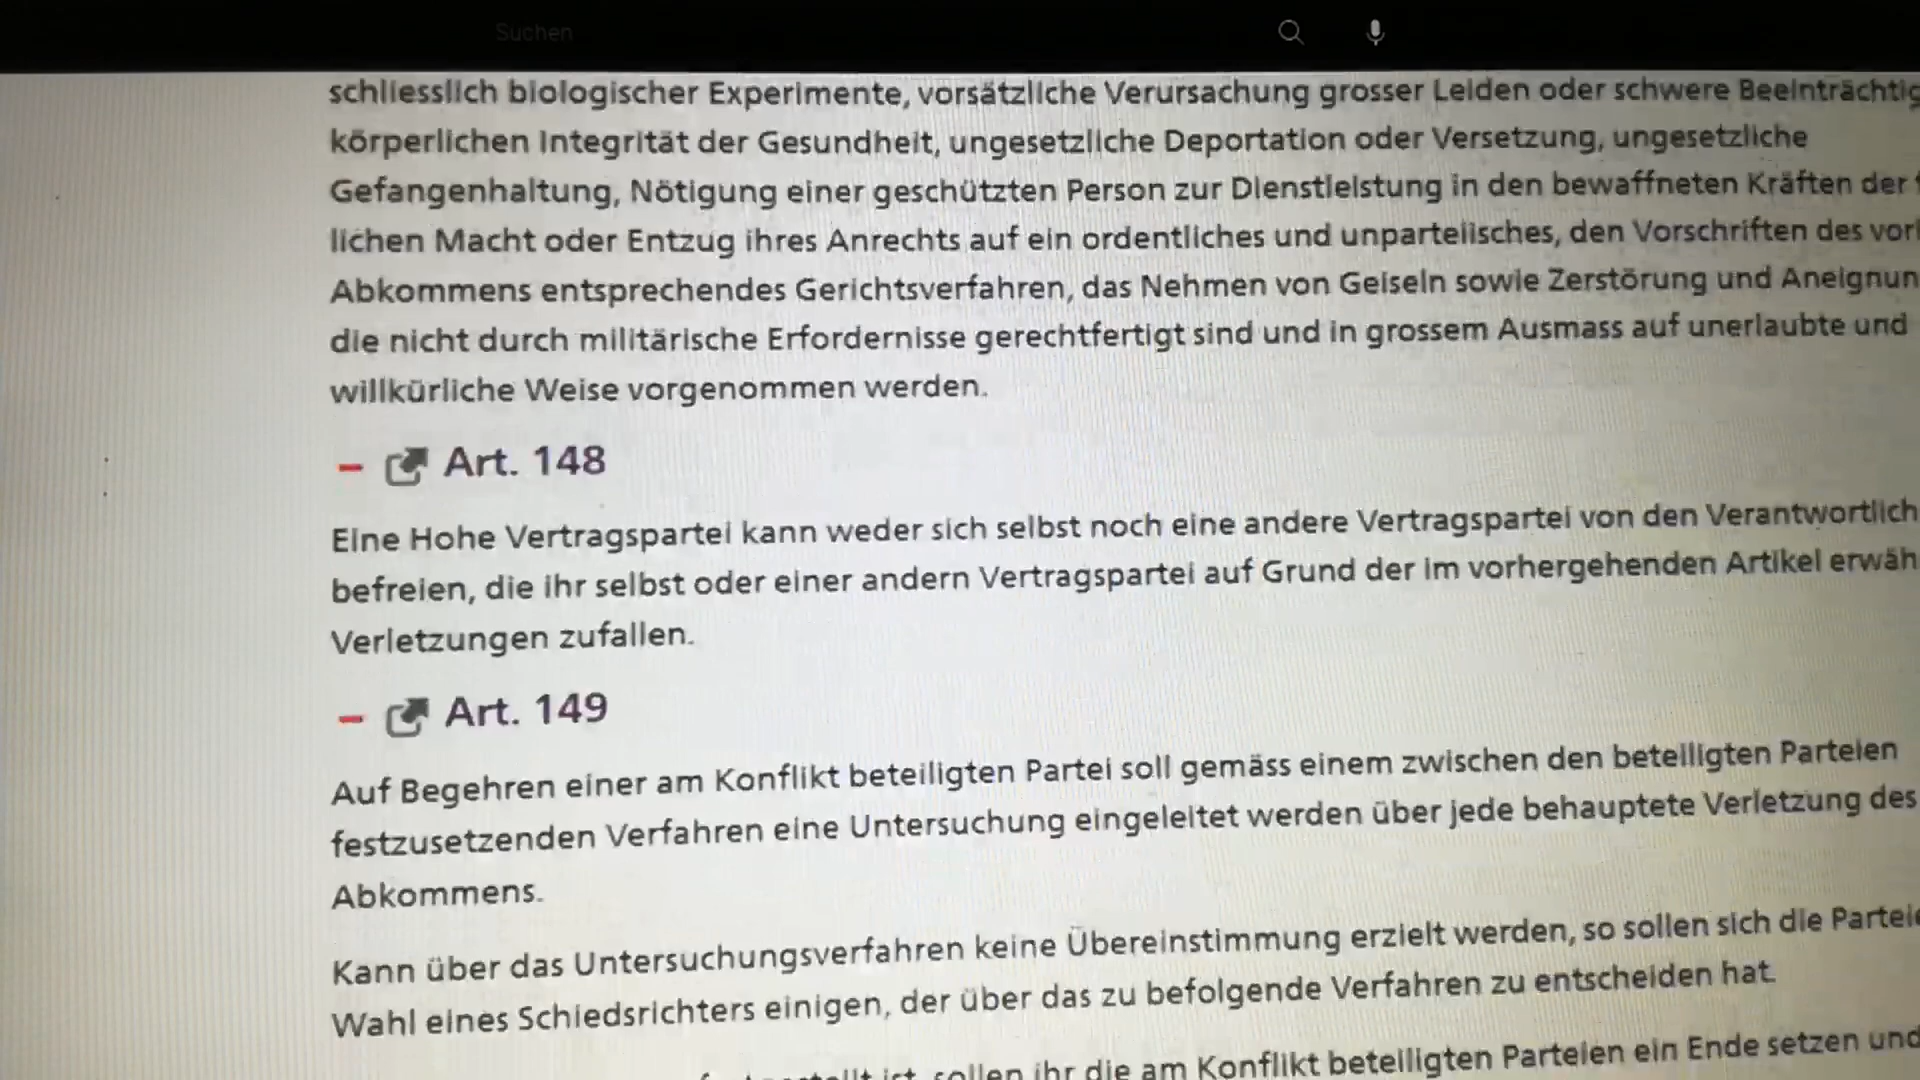 Suchen
schliesslich biologischer Experimente, vorsätzliche Verursachung grosser Leiden oder schwere
körperlichen Integrität der Gesundheit, ungesetzliche Deportation oder Versetzung, ungesetzliche
Gefangenhaltung, Nötigung einer geschützten Person zur Dienstleistung in den bewaffneten Kräften der
lichen Macht oder Entzug ihres Anrechts auf ein ordentliches und unparteiisches, den Vorschriften des
Abkommens entsprechendes Gerichtsverfahren, das Nehmen von Geiseln sowie Zerstörung und
die nicht durch militärische Erfordernisse gerechtfertigt sind und in grossem Ausmass auf unerlaubte und
willkürliche Weise vorgenommen werden.
Art. 148
Eine Hohe Vertragspartei kann weder sich selbst noch eine andere Vertragspartei von den
befreien, die ihr selbst oder einer andern Vertragspartei auf Grund der im vorhergehenden Artikel
Verletzungen zufallen.
Art. 149
Auf Begehren einer am Konflikt beteiligten Partei soll gemäss einem zwischen den beteiligten Parteien
festzusetzenden Verfahren eine Untersuchung eingeleitet werden über jede behauptete Verletzung des
Abkommens.
Kann über das Untersuchungsverfahren keine Übereinstimmung erzielt werden, so sollen sich die
Wahl eines Schiedsrichters einigen, der über das zu befolgende Verfahren zu entscheiden hat.
ist, sollen ihr die am Konflikt beteiligten Parteien ein Ende setzen und